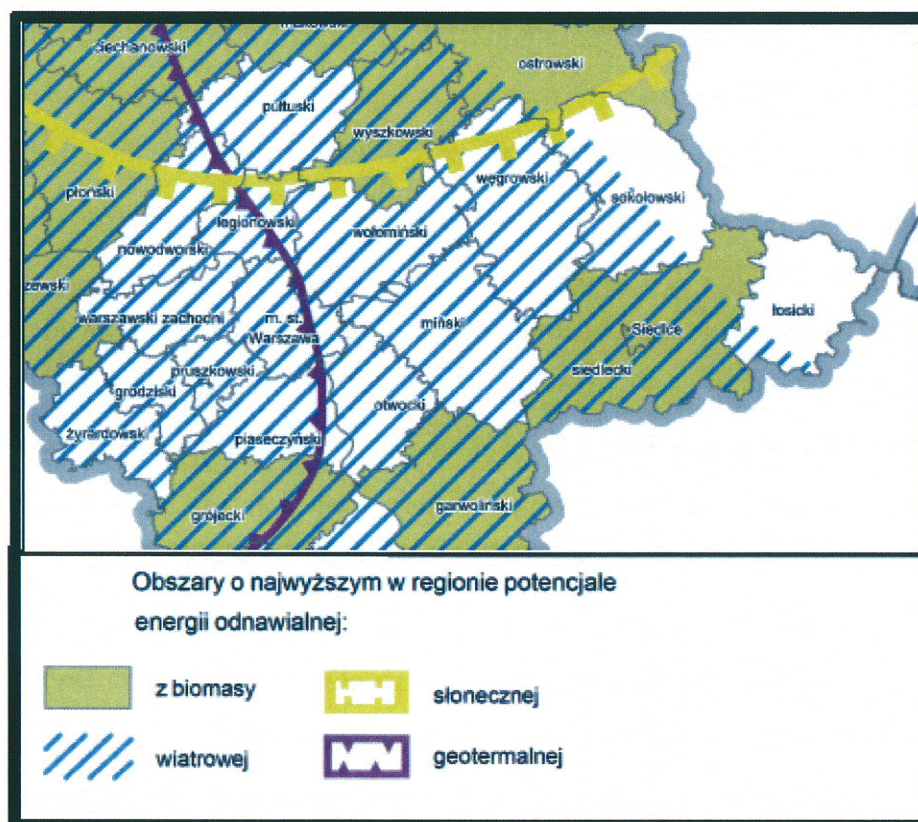 ciechanowski
ostrowski
pułtuski
wyszkowski
płoński
węgrowski
sokołowski
legionowski
wołomiński
nowodworski
łosicki
warszawski zachodni
m. st.
Warszawa
miński
Siedlce
siedlecki
pruszkowski
grodziski
otwocki
żyrardowski
piaseczyński
garwoliński
grójecki
Obszary o najwyższym w regionie potencjale
energii odnawialnej:
z biomasy
słonecznej
wiatrowej
geotermalnej